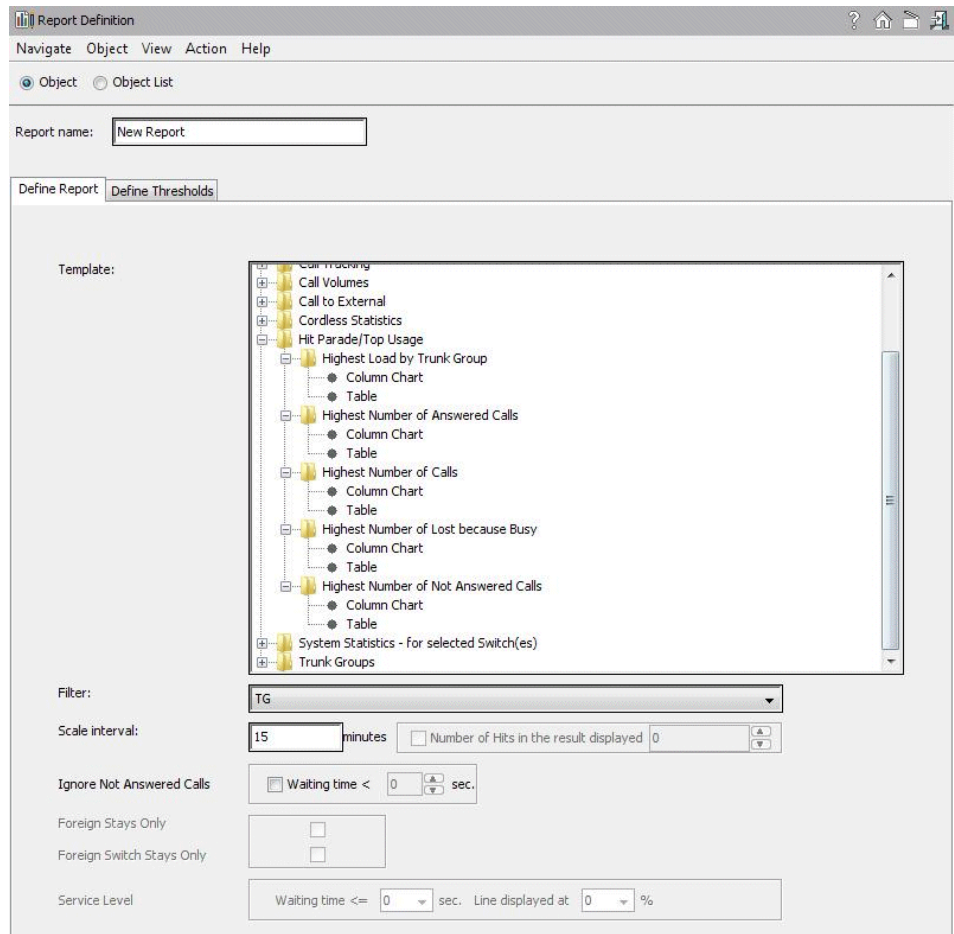 Report Definition
Navigate Object View Action Help
Object Object List
Report name: New Report
Define Report Define Thresholds
Template:
Call Tracking
Call Volumes
Call to External
Cordless Statistics
Hit Parade/Top Usage
Highest Load by Trunk Group
Column Chart
Table
Highest Number of Answered Calls
Column Chart
Table
Highest Number of Calls
Column Chart
Table
Highest Number of Lost because Busy
Column Chart
Table
Highest Number of Not Answered Calls
Column Chart
Table
System Statistics - for selected Switch(es)
Trunk Groups
Filter: TG
Scale interval: 15 minutes Number of Hits in the result displayed 0
Ignore Not Answered Calls Waiting time < 0 sec.
Foreign Stays Only
Foreign Switch Stays Only
Service Level Waiting time <= 0 sec. Line displayed at 0 %